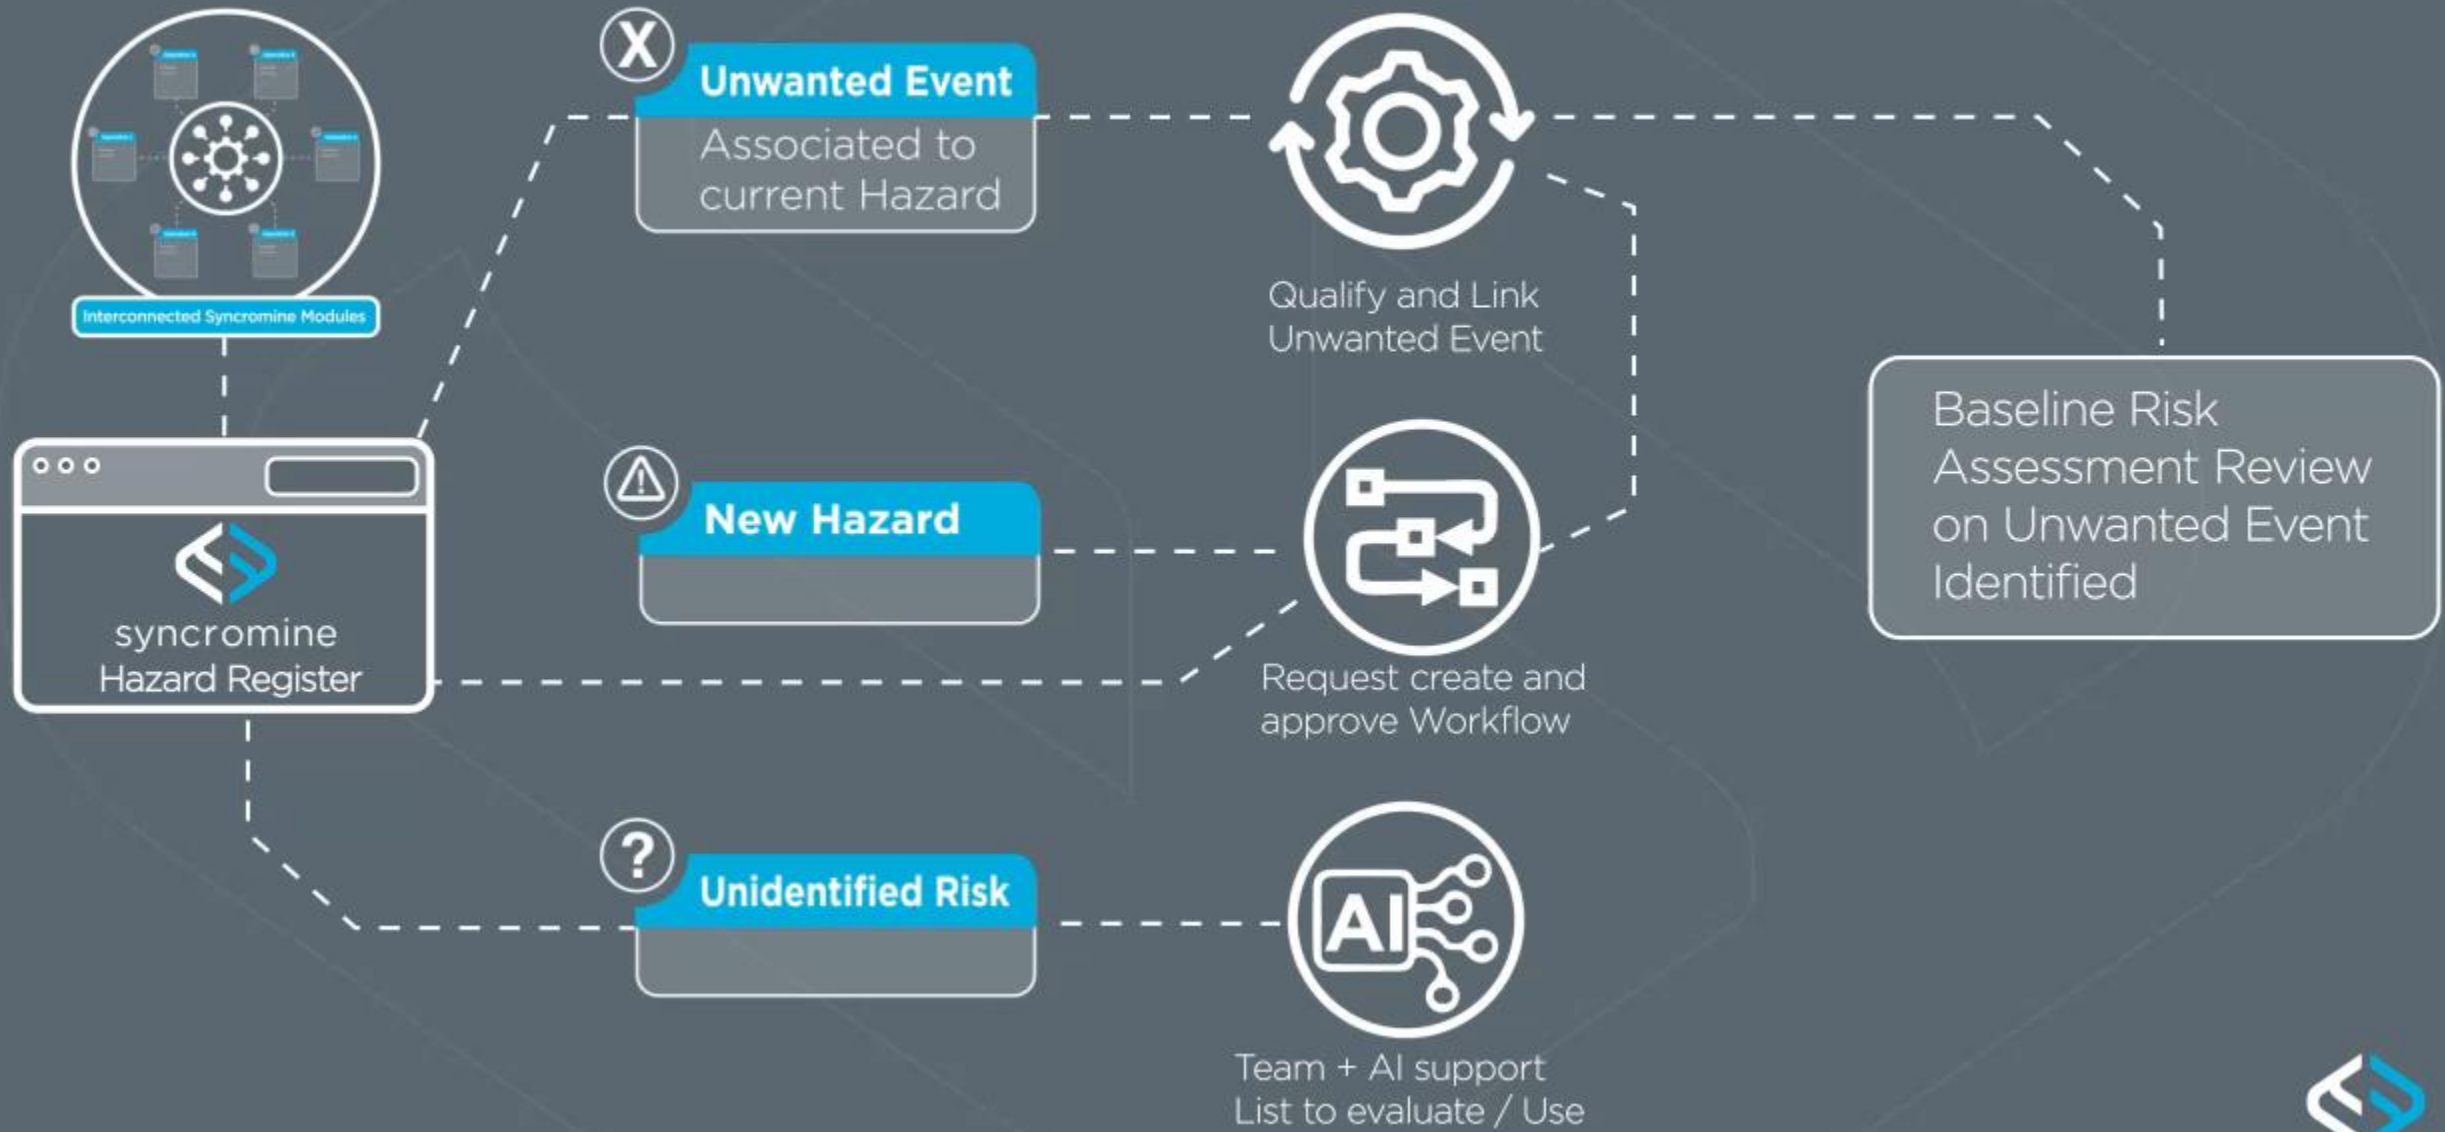 Interconnected Syncromine Modules
syncromine
Hazard Register
X
Unwanted Event
Associated to
current Hazard
Qualify and Link
Unwanted Event
New Hazard
Request create and
approve Workflow
?
Unidentified Risk
AI
Team + AI support
List to evaluate / Use
Baseline Risk
Assessment Review
on Unwanted Event
Identified